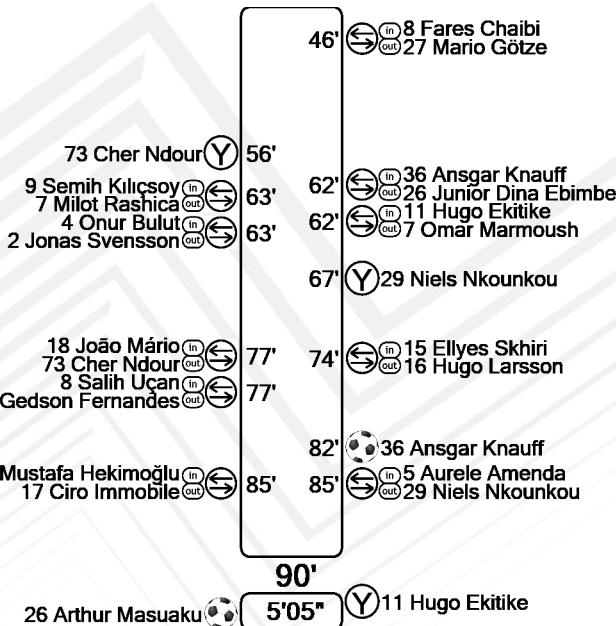 46' in 8 Fares Chaibi
out 27 Mario Götze
73 Cher Ndour Y 56'
9 Semih Kılıçsoy in
7 Milot Rashica out 63'
62' in 36 Ansgar Knauff
out 26 Junior Dina Ebimbe
4 Onur Bulut in
2 Jonas Svensson out 63'
62' in 11 Hugo Ekitike
out 7 Omar Marmoush
67' Y 29 Niels Nkounkou
18 João Mário in
73 Cher Ndour out 77'
74' in 15 Ellyes Skhiri
out 16 Hugo Larsson
8 Salih Uçan in
Gedson Fernandes out 77'
82' 36 Ansgar Knauff
Mustafa Hekimoğlu in
17 Ciro Immobile out 85'
85' in 5 Aurele Amenda
out 29 Niels Nkounkou
90'
26 Arthur Masuaku 5'05" Y 11 Hugo Ekitike